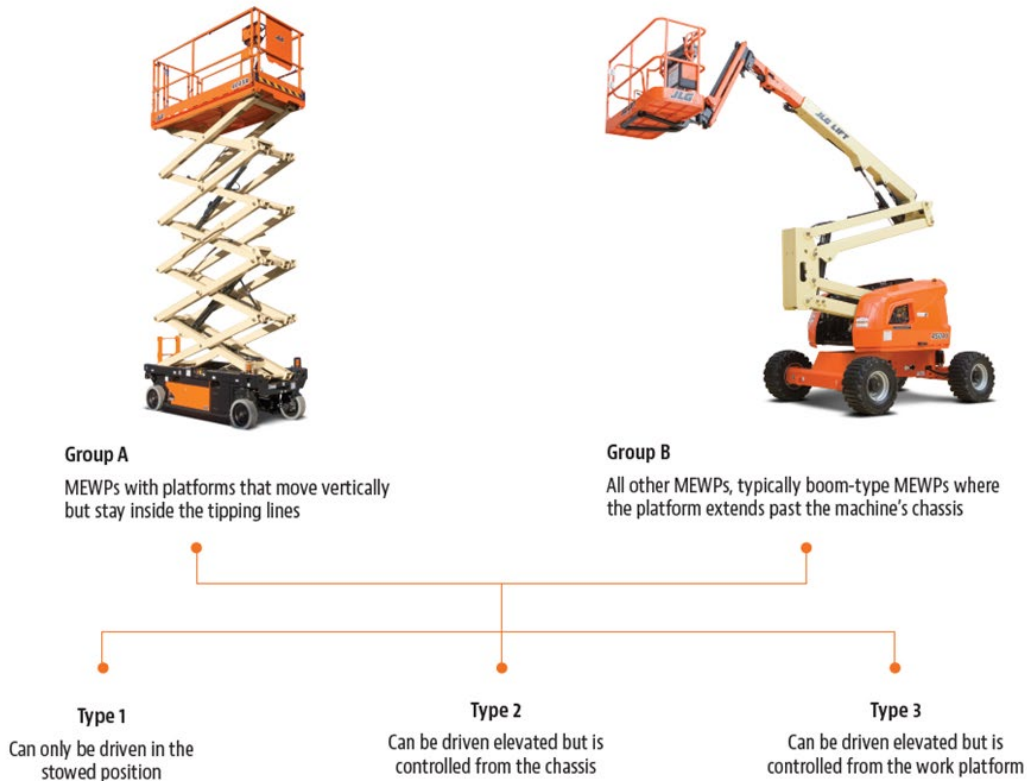 JLG
JLG LIFT
Group A
MEWPs with platforms that move vertically
but stay inside the tipping lines
Group B
All other MEWPs, typically boom-type MEWPs where
the platform extends past the machine's chassis
Type 1
Can only be driven in the
stowed position
Type 2
Can be driven elevated but is
controlled from the chassis
Type 3
Can be driven elevated but is
controlled from the work platform